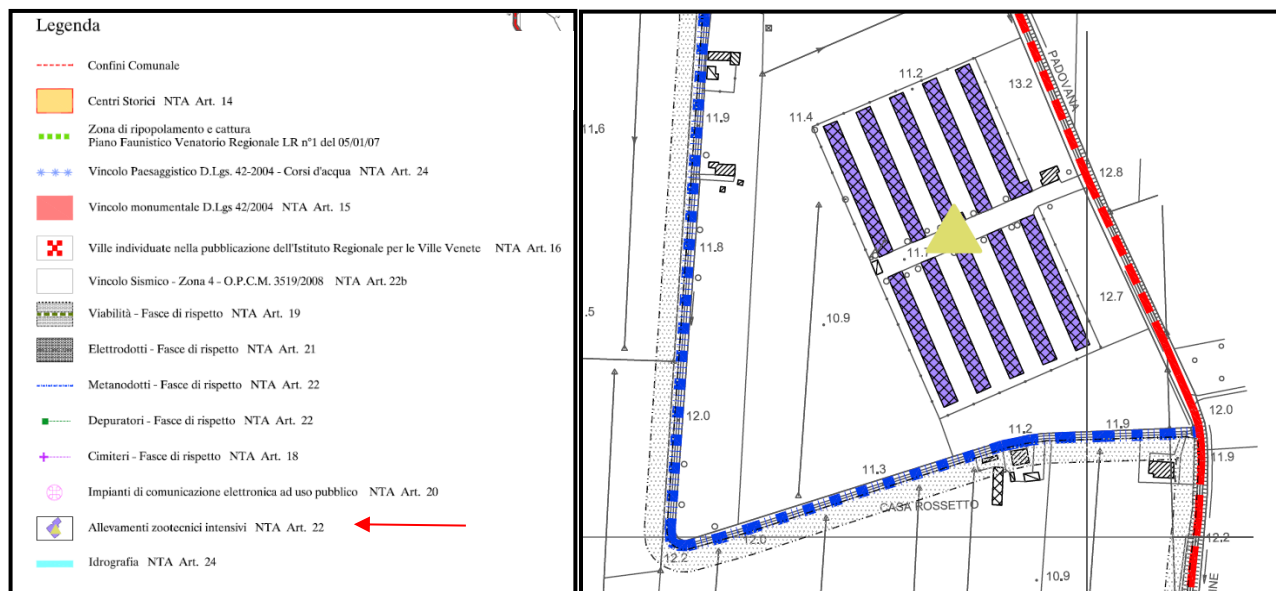 Legenda
Confini Comunale
Centri Storici NTA Art. 14
Zona di ripopolamento e cattura
Piano Faunistico Venatorio Regionale LR n°1 del 05/01/07
Vincolo Paesaggistico D.Lgs. 42-2004 - Corsi d'acqua NTA Art. 24
Vincolo monumentale D.Lgs 42/2004 NTA Art. 15
Ville individuate nella pubblicazione dell'Istituto Regionale per le Ville Venete NTA Art. 16
Vincolo Sismico - Zona 4 - O.P.C.M. 3519/2008 NTA Art. 22b
Viabilità - Fasce di rispetto NTA Art. 19
Elettrodotti - Fasce di rispetto NTA Art. 21
Metanodotti - Fasce di rispetto NTA Art. 22
Depuratori - Fasce di rispetto NTA Art. 22
Cimiteri - Fasce di rispetto NTA Art. 18
Impianti di comunicazione elettronica ad uso pubblico NTA Art. 20
Allevamenti zootecnici intensivi NTA Art. 22
Idrografia NTA Art. 24
PADOVANA
11.2
13.2
11.9
11.4
11.6
12.8
11.8
11.7
12.7
10.9
.5
12.0
12.0
11.2
11.9
11.9
11.3
CASA ROSSETTO
12.0
12.2
12.2
10.9
INE